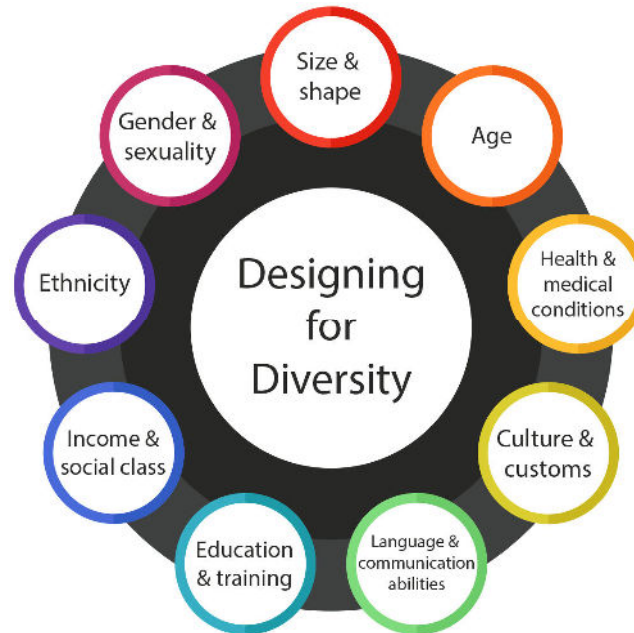 Designing
for
Diversity
Size &
shape
Age
Health &
medical
conditions
Culture &
customs
Language &
communication
abilities
Education
& training
Income &
social class
Ethnicity
Gender &
sexuality